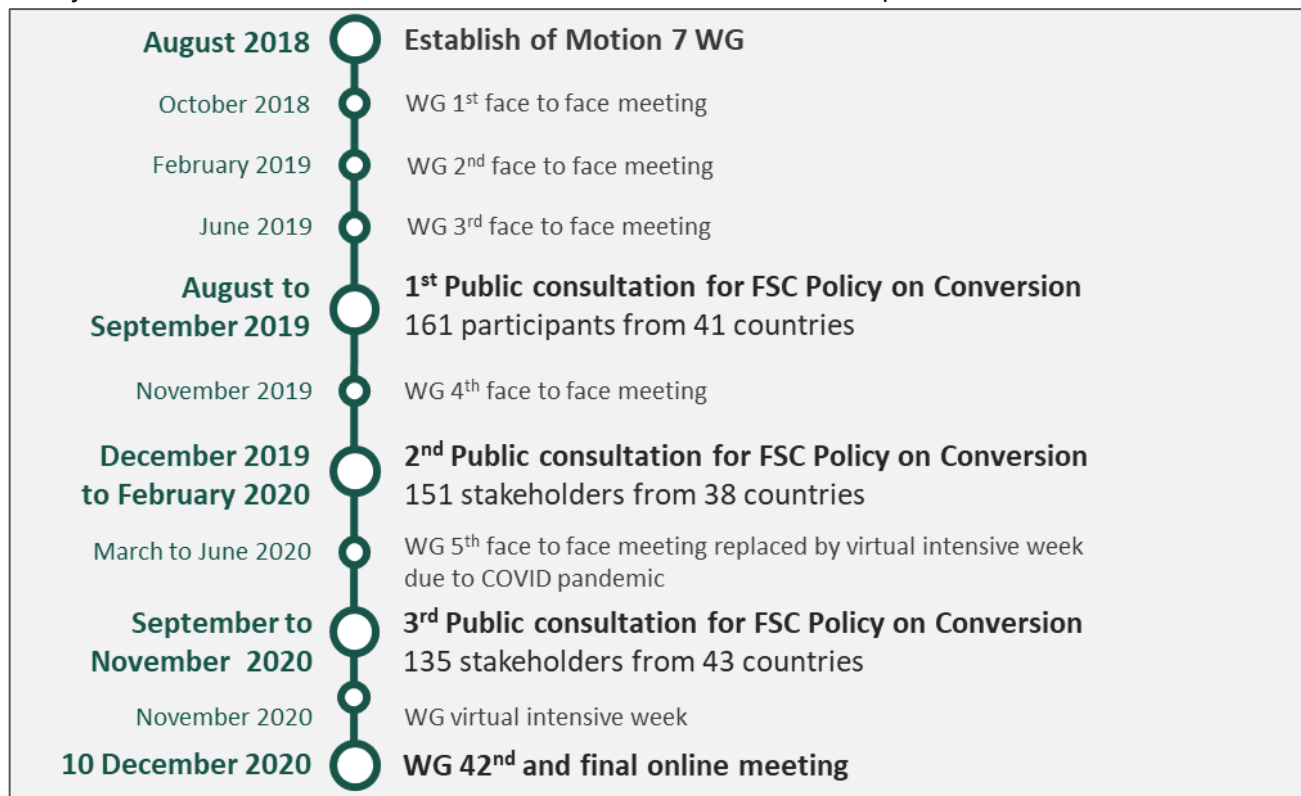 August 2018
Establish of Motion 7 WG
October 2018
WG 1st face to face meeting
February 2019
WG 2nd face to face meeting
June 2019
WG 3rd face to face meeting
August to
September 2019
1st Public consultation for FSC Policy on Conversion
161 participants from 41 countries
November 2019
WG 4th face to face meeting
December 2019
to February 2020
2nd Public consultation for FSC Policy on Conversion
151 stakeholders from 38 countries
March to June 2020
WG 5th face to face meeting replaced by virtual intensive week
due to COVID pandemic
September to
November 2020
3rd Public consultation for FSC Policy on Conversion
135 stakeholders from 43 countries
November 2020
WG virtual intensive week
10 December 2020
WG 42nd and final online meeting